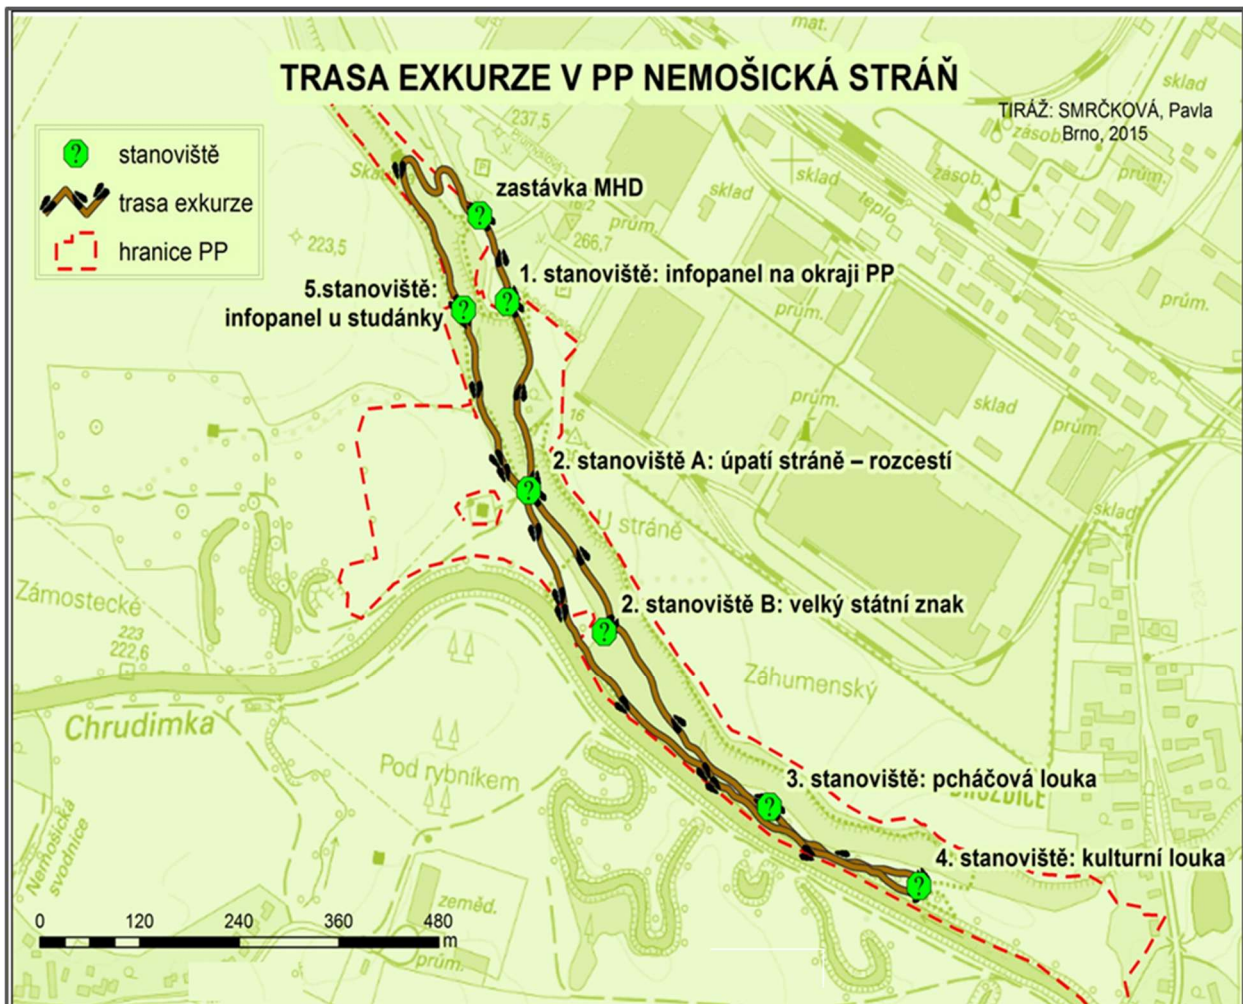 TRASA EXKURZE V PP NEMOŠICKÁ STRÁŇ
TIRÁŽ: SMRČKOVÁ, Pavla
Brno, 2015
stanoviště
trasa exkurze
hranice PP
mat.
sklad
237,5
zásob.
zásob.
prům.
sklad
sklad
teplo
zastávka MHD
16,2
prům.
223,5
266,7
1. stanoviště: infopanel na okraji PP
prům.
5.stanoviště:
infopanel u studánky
prům.
sklad
prům.
16
2. stanoviště A: úpatí stráně – rozcestí
sklad
U stráně
Zámostecké
2. stanoviště B: velký státní znak
223
222,6
Záhumenský
Chrudimka
Pod rybníkem
3. stanoviště: pcháčová louka
Nemošická
svodnice
4. stanoviště: kulturní louka
zeměd.
0 120 240 360 480
m
prům.